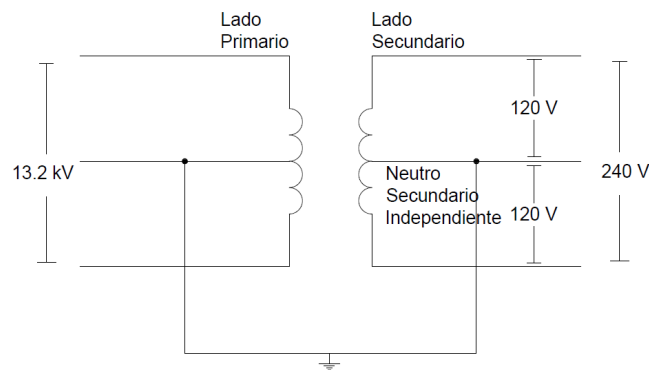 Lado
Primario
Lado
Secundario
13.2 kV
120 V
Neutro
Secundario
Independiente
120 V
240 V